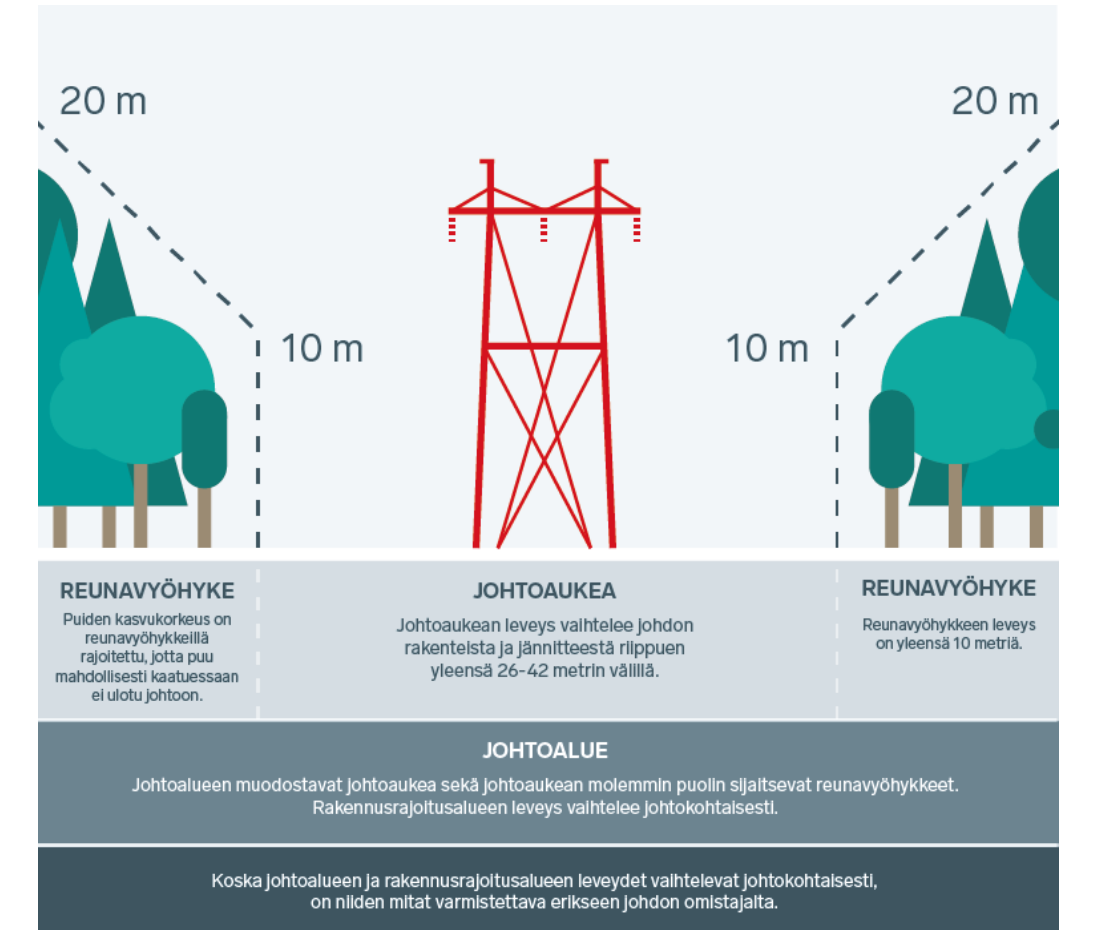 20 m
20 m
10 m
10 m
REUNAVYÖHYKE
Puiden kasvukorkeus on
reunavyöhykkeillä
rajoitettu, jotta puu
mahdollisesti kaatuessaan
ei ulotu johtoon.
JOHTOAUKEA
Johtoaukean leveys vaihtelee johdon
rakenteista ja jännitteestä riippuen
yleensä 26-42 metrin välillä.
REUNAVYÖHYKE
Reunavyöhykkeen leveys
on yleensä 10 metriä.
JOHTOALUE
Johtoalueen muodostavat johtoaukea sekä johtoaukean molemmin puolin sijaitsevat reunavyöhykkeet.
Rakennusrajoitusalueen leveys vaihtelee johtokohtaisesti.
Koska johtoalueen ja rakennusrajoitusalueen leveydet vaihtelevat johtokohtaisesti,
on niiden mitat varmistettava erikseen johdon omistajalta.